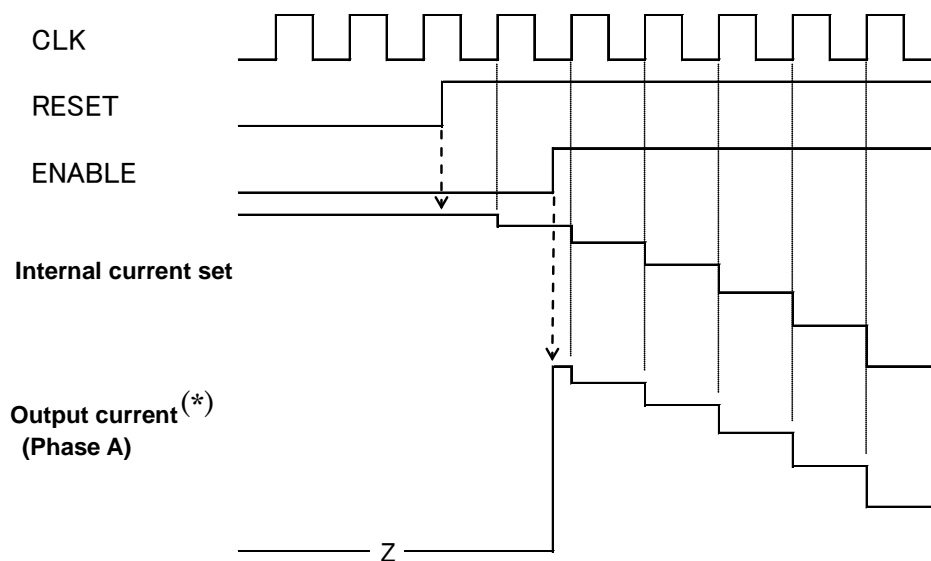 CLK
RESET
ENABLE
Internal current set
Output current(*)
(Phase A)
Z